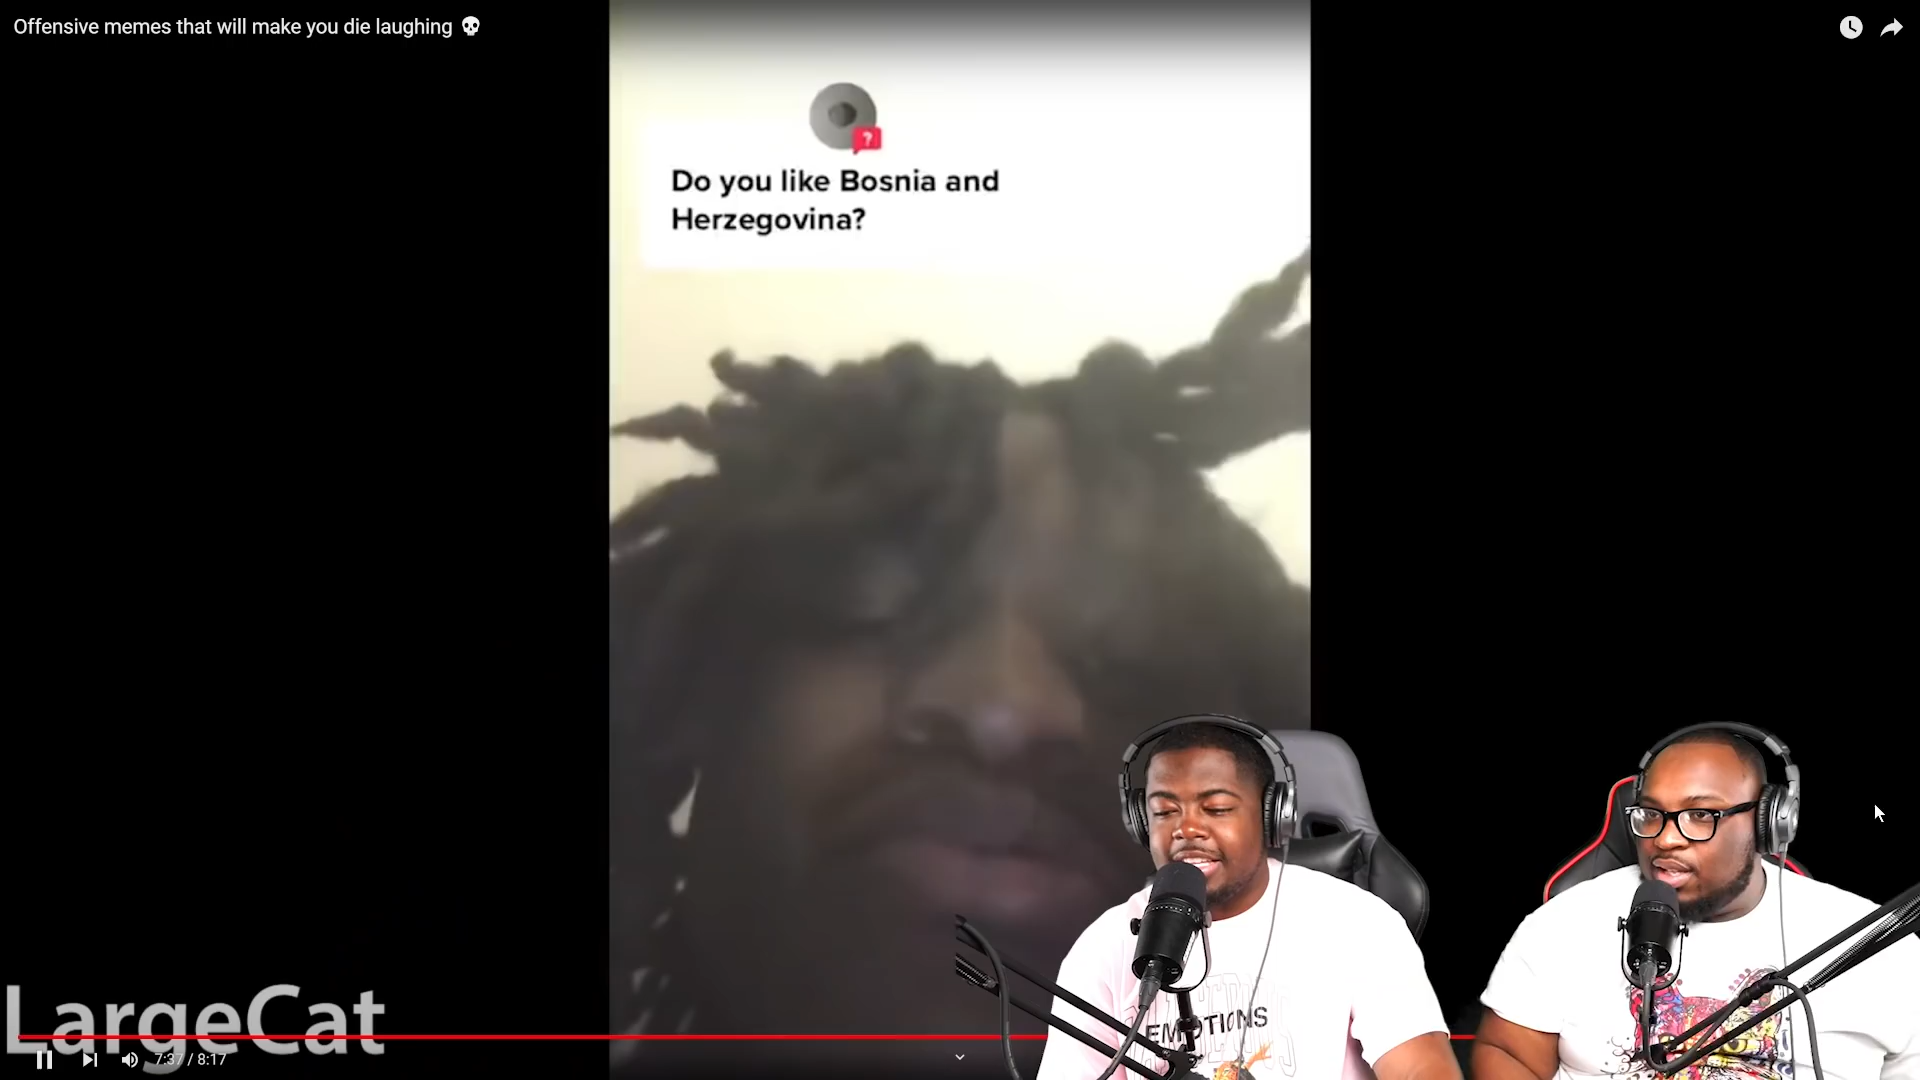 Offensive memes that will make you die laughing 💀
?
Do you like Bosnia and
Herzegovina?
EMOTIONS
LargeCat
7:37 / 8:17